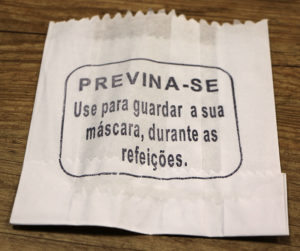 PREVINA-SE
Use para guardar a sua
máscara, durante as
refeições.